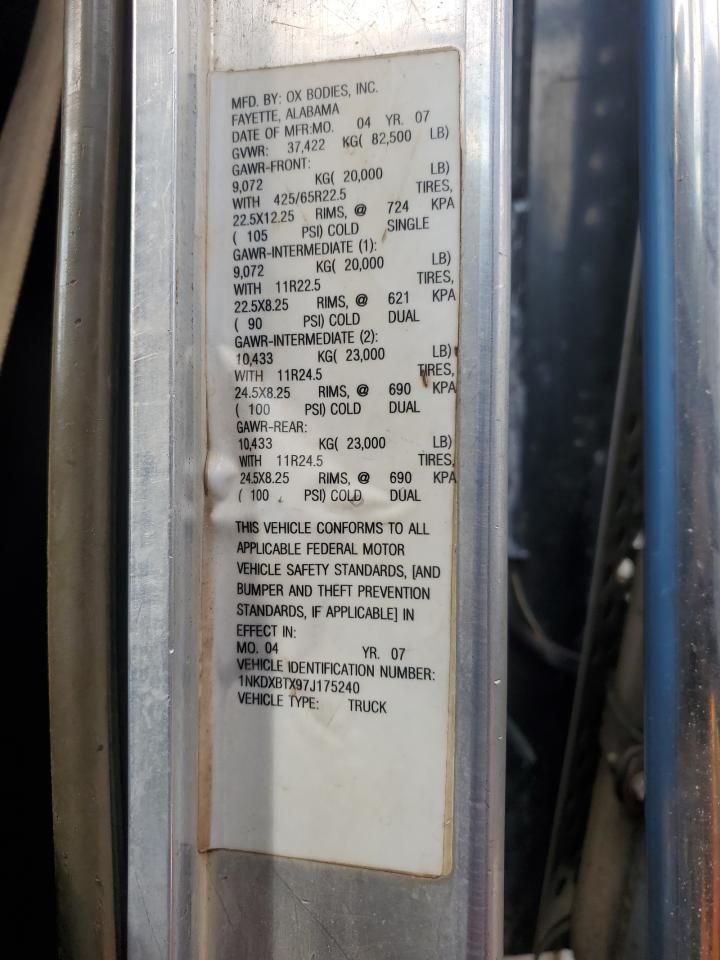 MFD. BY: OX BODIES, INC.
FAYETTE, ALABAMA
DATE OF MFR:MO. 04 YR. 07
GVWR: 37,422 KG( 82,500 LB)
GAWR-FRONT:
9,072 KG( 20,000 LB)
WITH 425/65R22.5 TIRES,
22.5X12.25 RIMS, @ 724 KPA
( 105 PSI) COLD SINGLE
GAWR-INTERMEDIATE (1):
9,072 KG( 20,000 LB)
WITH 11R22.5 TIRES,
22.5X8.25 RIMS, @ 621 KPA
( 90 PSI) COLD DUAL
GAWR-INTERMEDIATE (2):
10,433 KG( 23,000 LB)
WITH 11R24.5 TIRES,
24.5X8.25 RIMS, @ 690 KPA
( 100 PSI) COLD DUAL
GAWR-REAR:
10,433 KG( 23,000 LB)
WITH 11R24.5 TIRES,
24.5X8.25 RIMS, @ 690 KPA
( 100 PSI) COLD DUAL
THIS VEHICLE CONFORMS TO ALL
APPLICABLE FEDERAL MOTOR
VEHICLE SAFETY STANDARDS, [AND
BUMPER AND THEFT PREVENTION
STANDARDS, IF APPLICABLE] IN
EFFECT IN:
MO. 04 YR. 07
VEHICLE IDENTIFICATION NUMBER:
1NKDXBTX97J175240
VEHICLE TYPE: TRUCK